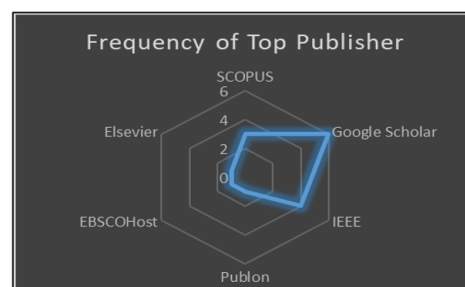 Frequency of Top Publisher
SCOPUS
6
4
2
0
Elsevier
Google Scholar
EBSCOHost
IEEE
Publon